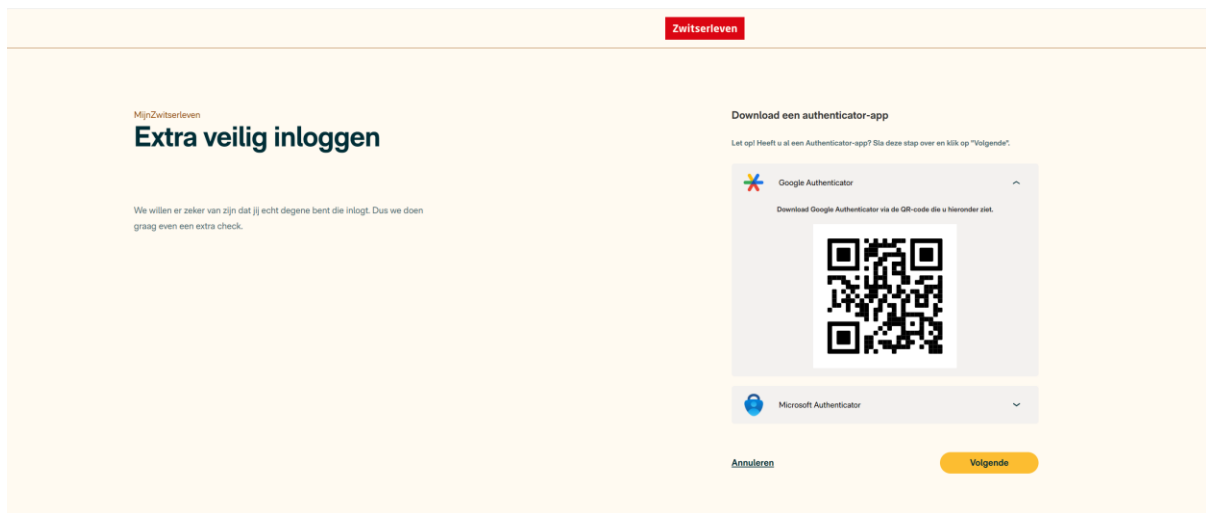 Zwitserleven
MijnZwitserleven
Extra veilig inloggen
We willen er zeker van zijn dat jij echt degene bent die inlogt. Dus we doen
graag even een extra check.
Download een authenticator-app
Let op! Heeft u al een Authenticator-app? Sla deze stap over en klik op "Volgende".
Google Authenticator
Download Google Authenticator via de QR-code die u hieronder ziet.
Microsoft Authenticator
Annuleren
Volgende